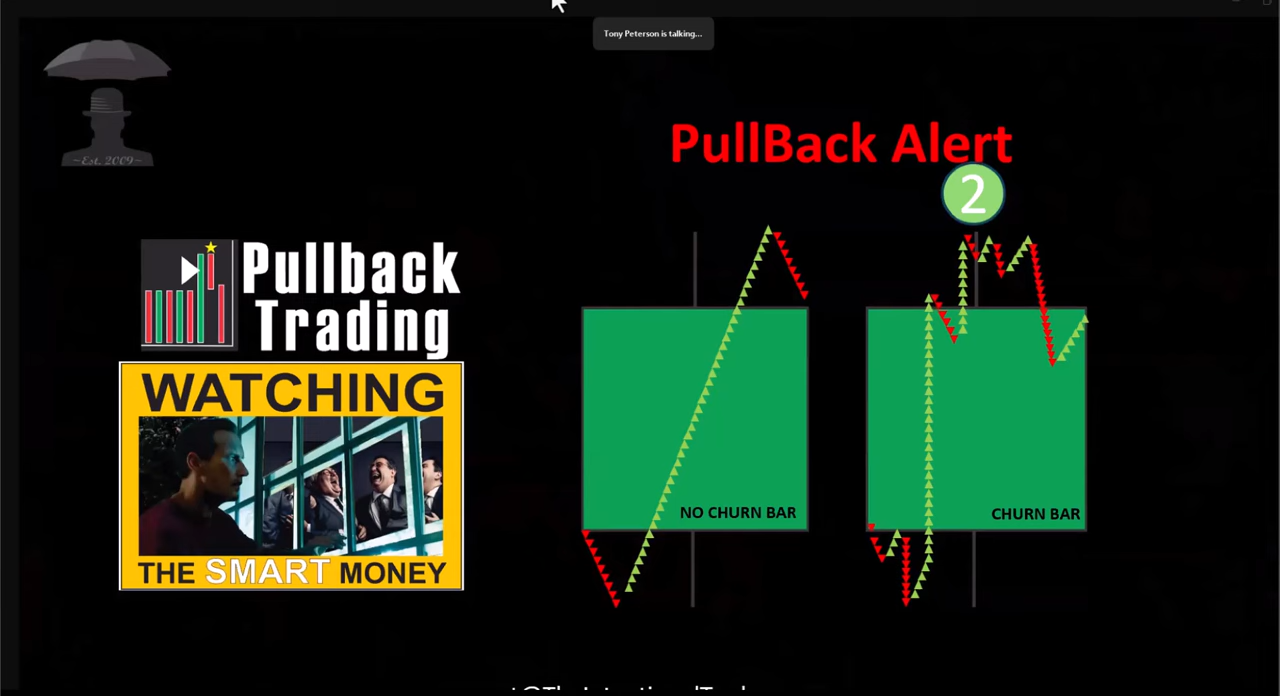 Tony Peterson is talking...
~Est. 2009~
PullBack Alert
2
Pullback
Trading
WATCHING
THE SMART MONEY
NO CHURN BAR
CHURN BAR